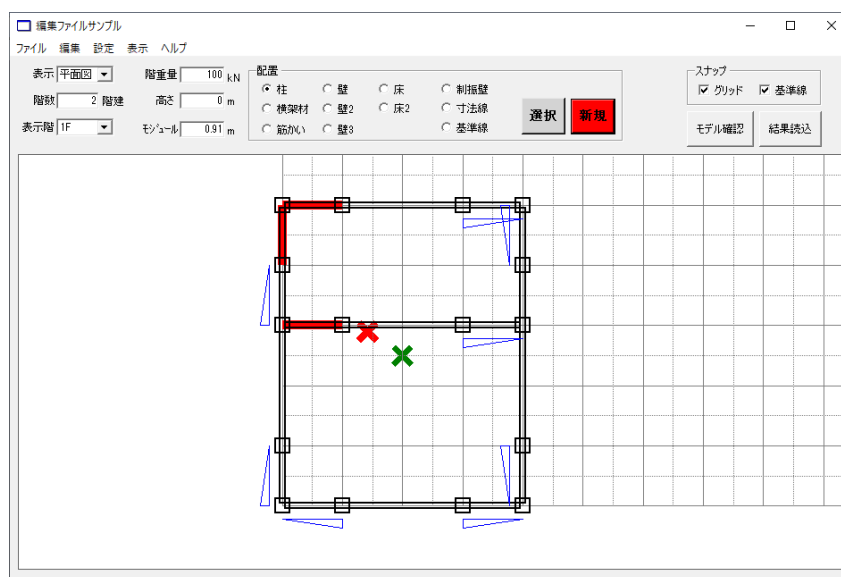 編集ファイルサンプル
ファイル 編集 設定 表示 ヘルプ
表示 平面図 階重量 100 kN 配置 スナップ
柱 壁 床 制振壁 グリッド 基準線
階数 2 階建 高さ 0 m 横架材 壁2 床2 寸法線 選択 新規
表示階 1F モジュール 0.91 m 筋かい 壁3 基準線 モデル確認 結果読込